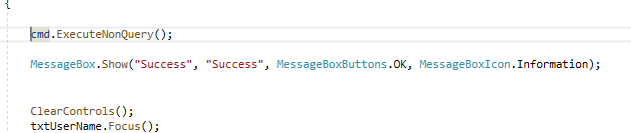 {
cmd.ExecuteNonQuery();
MessageBox.Show("Success", "Success", MessageBoxButtons.OK, MessageBoxIcon.Information);
ClearControls();
txtUserName.Focus();